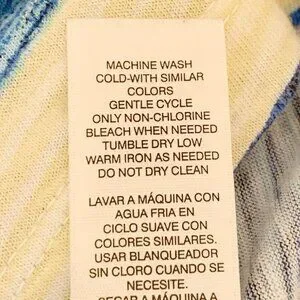 MACHINE WASH
COLD-WITH SIMILAR
COLORS
GENTLE CYCLE
ONLY NON-CHLORINE
BLEACH WHEN NEEDED
TUMBLE DRY LOW
WARM IRON AS NEEDED
DO NOT DRY CLEAN
LAVAR A MÁQUINA CON
AGUA FRIA EN
CICLO SUAVE CON
COLORES SIMILARES.
USAR BLANQUEADOR
SIN CLORO CUANDO SE
NECESITE.
SECAR A MÁQUINA A